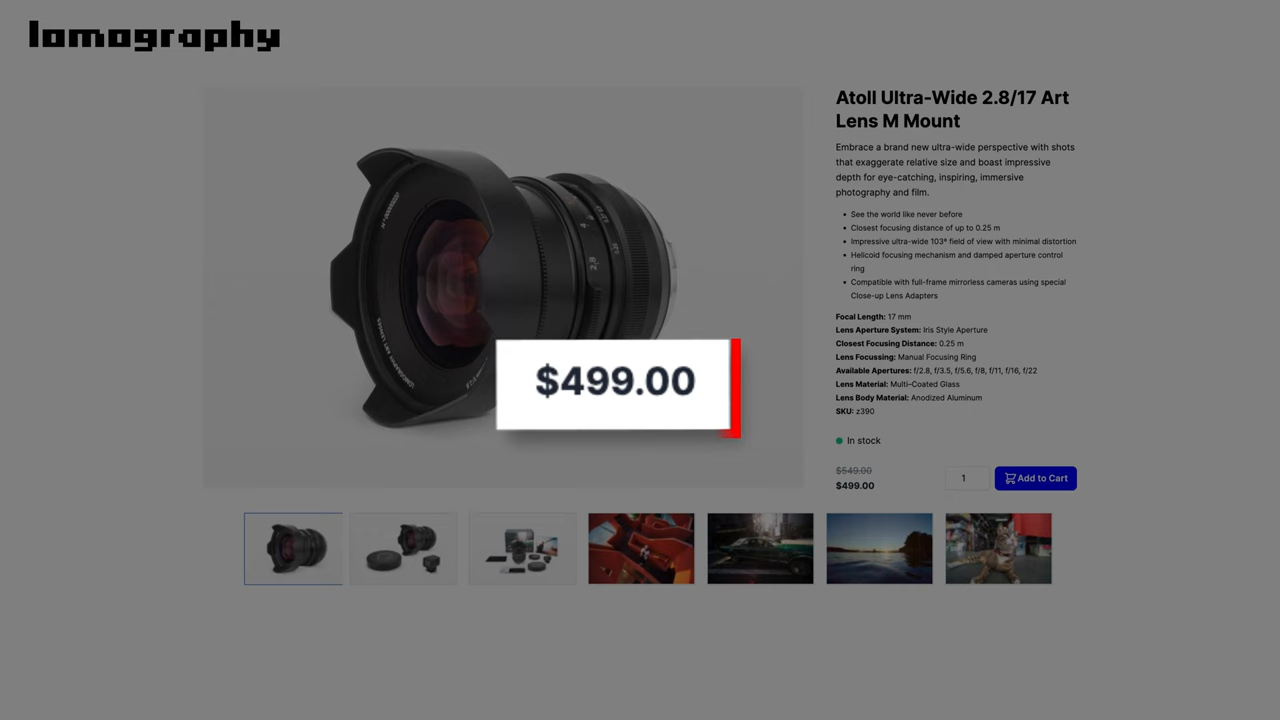 lomography
Atoll Ultra-Wide 2.8/17 Art
Lens M Mount
Embrace a brand new ultra-wide perspective with shots
that exaggerate relative size and boast impressive
depth for eye-catching, inspiring, immersive
photography and film.
• See the world like never before
• Closest focusing distance of up to 0.25 m
• Impressive ultra-wide 103º field of view with minimal distortion
• Helicoid focusing mechanism and damped aperture control
ring
• Compatible with full-frame mirrorless cameras using special
Close-up Lens Adapters
Focal Length: 17 mm
Lens Aperture System: Iris Style Aperture
Closest Focusing Distance: 0.25 m
Lens Focussing: Manual Focusing Ring
Available Apertures: f/2.8, f/3.5, f/5.6, f/8, f/11, f/16, f/22
Lens Material: Multi-Coated Glass
Lens Body Material: Anodized Aluminum
SKU: z390
In stock
$549.00
$499.00
1
Add to Cart
$499.00
2.8